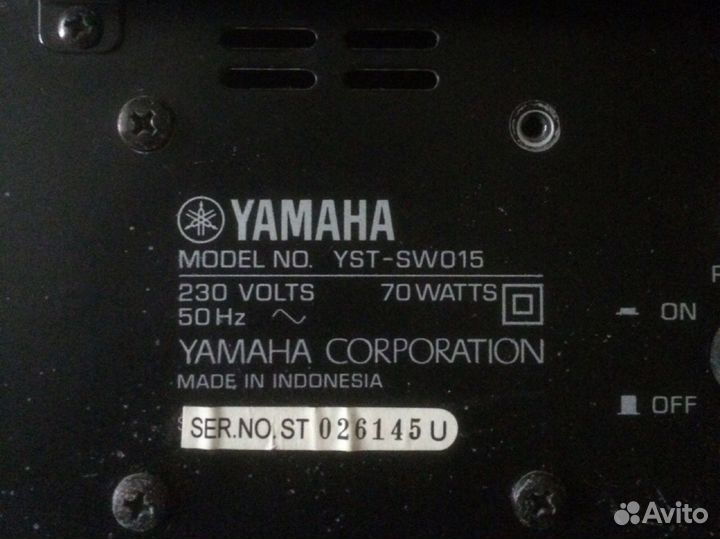 YAMAHA
MODEL NO. YST-SW015
230 VOLTS 70 WATTS
50 Hz ~
YAMAHA CORPORATION
MADE IN INDONESIA
SER.NO. ST 026145 U
ON
OFF
Avito